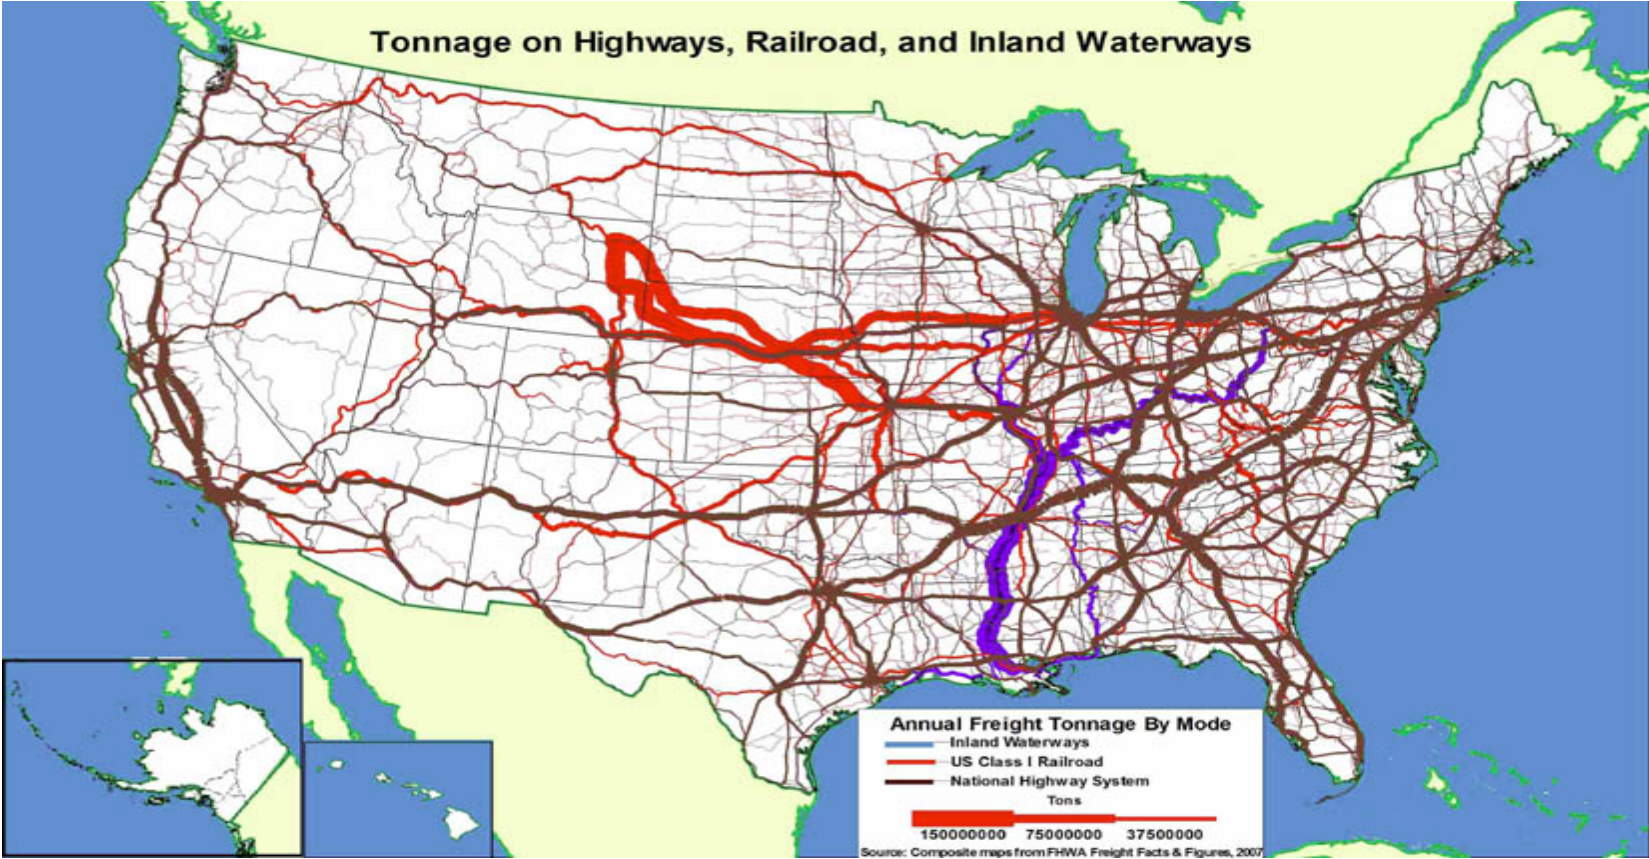 Tonnage on Highways, Railroad, and Inland Waterways
Annual Freight Tonnage By Mode
Inland Waterways
US Class I Railroad
National Highway System
Tons
150000000 75000000 37500000
Source: Composite maps from FHWA Freight Facts & Figures, 2007